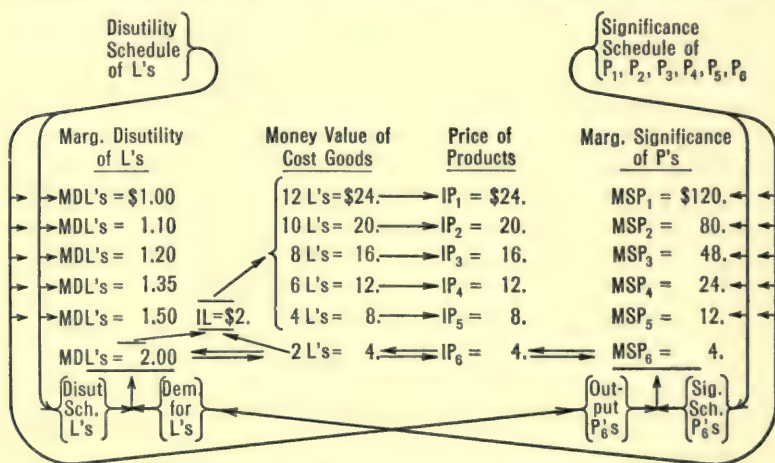 Disutility
Schedule
of L's
Significance
Schedule of
P₁, P₂, P₃, P₄, P₅, P₆
Marg. Disutility
of L's
Money Value of
Cost Goods
Price of
Products
Marg. Significance
of P's
MDL's = $1.00 12 L's = $24. IP₁ = $24. MSP₁ = $120.
MDL's = 1.10 10 L's = 20. IP₂ = 20. MSP₂ = 80.
MDL's = 1.20 8 L's = 16. IP₃ = 16. MSP₃ = 48.
MDL's = 1.35 6 L's = 12. IP₄ = 12. MSP₄ = 24.
MDL's = 1.50 IL=$2. 4 L's = 8. IP₅ = 8. MSP₅ = 12.
MDL's = 2.00 2 L's = 4. IP₆ = 4. MSP₆ = 4.
Disut
Sch.
L's
Dem
for
L's
Out-
put
P₆'s
Sig.
Sch.
P₆'s